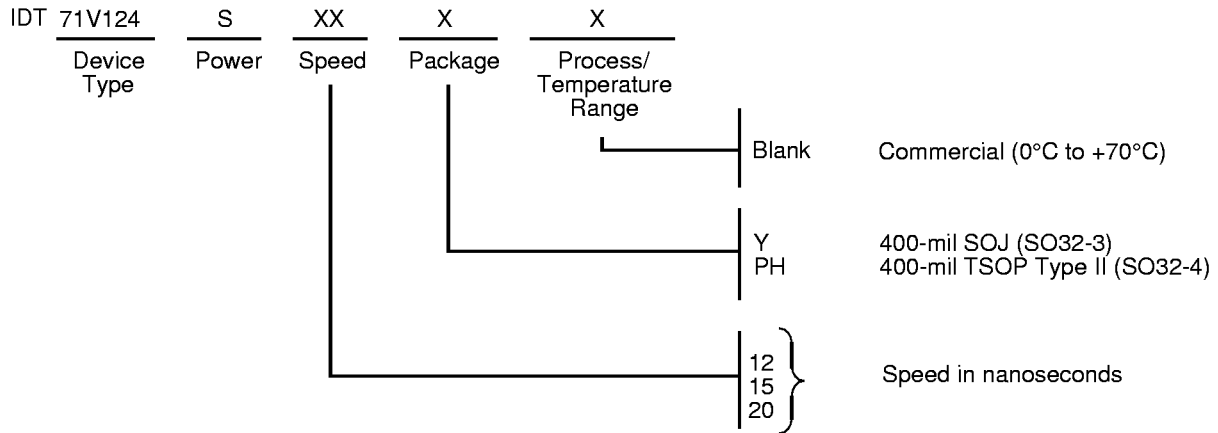 IDT 71V124 S XX X X
Device Type Power Speed Package Process/ Temperature Range
Blank Commercial (0°C to +70°C)
Y 400-mil SOJ (SO32-3)
PH 400-mil TSOP Type II (SO32-4)
12
15
20
Speed in nanoseconds